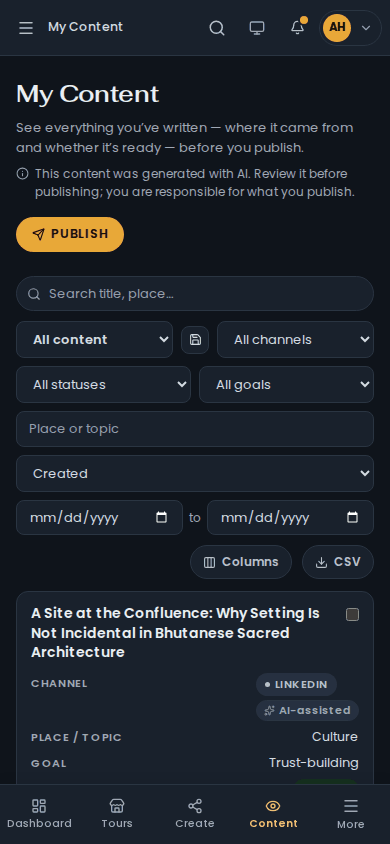 My Content
AH
My Content
See everything you've written — where it came from
and whether it's ready — before you publish.
This content was generated with AI. Review it before
publishing; you are responsible for what you publish.
PUBLISH
Search title, place…
All content
All channels
All statuses
All goals
Place or topic
Created
mm/dd/yyyy to mm/dd/yyyy
Columns
CSV
A Site at the Confluence: Why Setting Is
Not Incidental in Bhutanese Sacred
Architecture
CHANNEL
LINKEDIN
AI-assisted
PLACE / TOPIC
Culture
GOAL
Trust-building
Dashboard
Tours
Create
Content
More